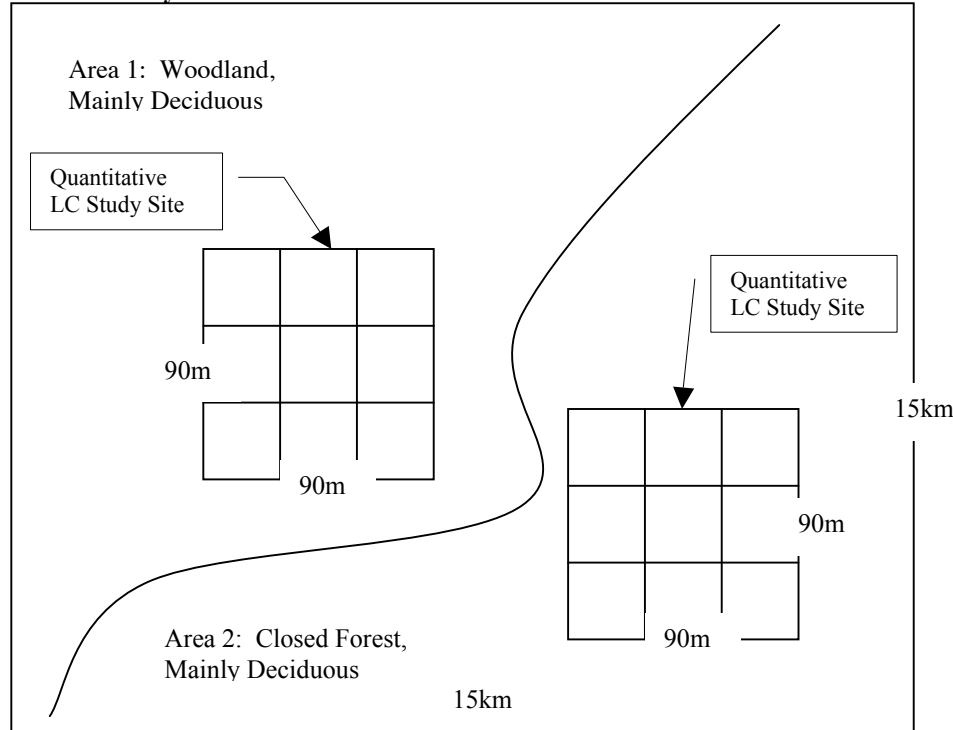 Area 1: Woodland,
Mainly Deciduous
Quantitative
LC Study Site
Quantitative
LC Study Site
90m
15km
90m
90m
Area 2: Closed Forest,
Mainly Deciduous
90m
15km